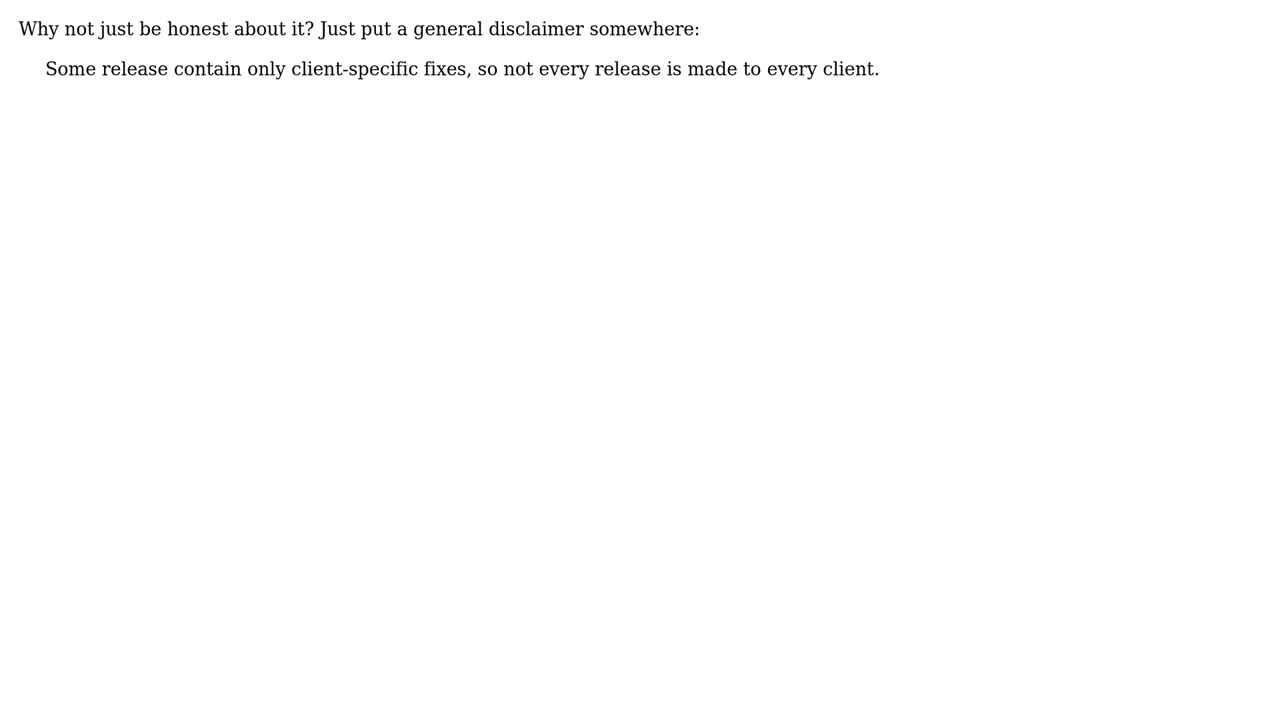 Why not just be honest about it? Just put a general disclaimer somewhere:
Some release contain only client-specific fixes, so not every release is made to every client.